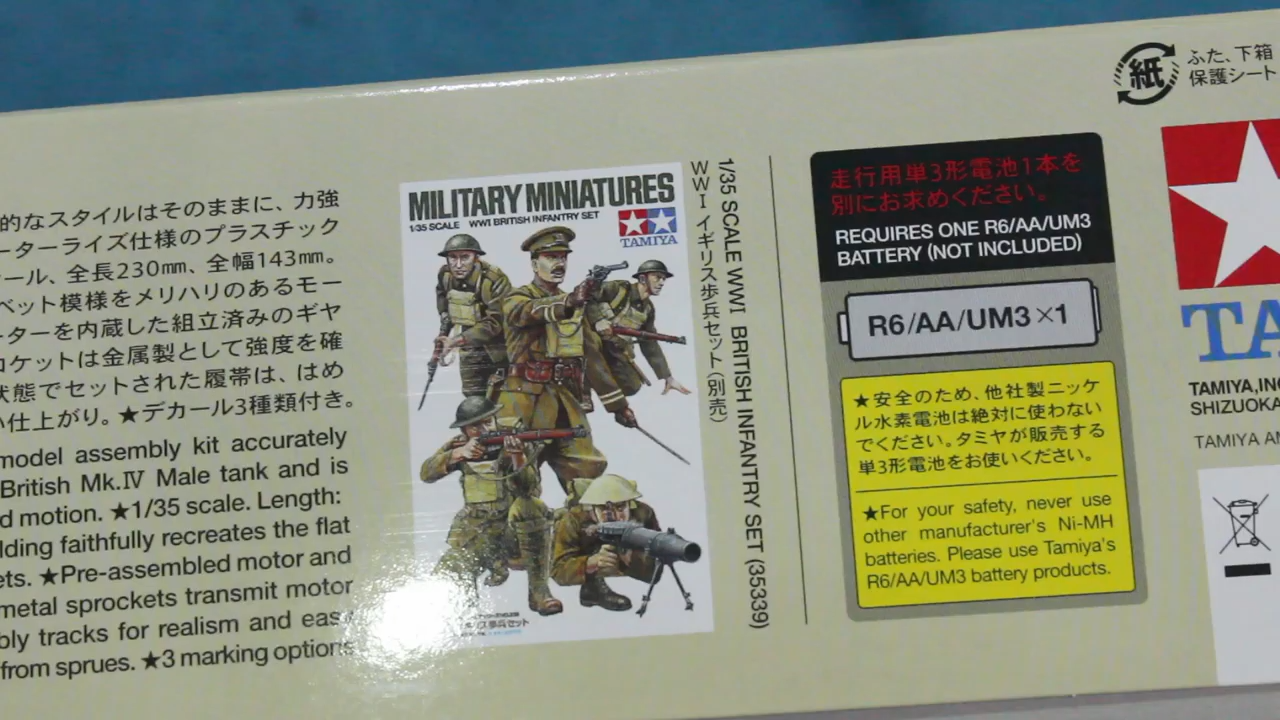 的なスタイルはそのままに、力強
ーターライズ仕様のプラスチック
ール、全長230mm、全幅143mm。
ベット模様をメリハリのあるモー
ーターを内蔵した組立済みのギヤ
ロケットは金属製として強度を確
状態でセットされた履帯は、はめ
い仕上がり。★デカール3種類付き。
model assembly kit accurately
British Mk.IV Male tank and is
d motion. ★1/35 scale. Length:
lding faithfully recreates the flat
ets. ★Pre-assembled motor and
metal sprockets transmit motor
bly tracks for realism and easy
from sprues. ★3 marking options
MILITARY MINIATURES
1/35 SCALE WWI BRITISH INFANTRY SET
TAMIYA
歩兵セット
1/35 SCALE WWI BRITISH INFANTRY SET (35339)
WWI イギリス歩兵セット(別売)
走行用単3形電池1本を
別にお求めください。
REQUIRES ONE R6/AA/UM3
BATTERY (NOT INCLUDED)
R6/AA/UM3×1
★安全のため、他社製ニッケ
ル水素電池は絶対に使わない
でください。タミヤが販売する
単3形電池をお使いください。
★For your safety, never use
other manufacturer's Ni-MH
batteries. Please use Tamiya's
R6/AA/UM3 battery products.
紙
ふた、下箱
保護シート
TA
TAMIYA,INC
SHIZUOKA
TAMIYA AM